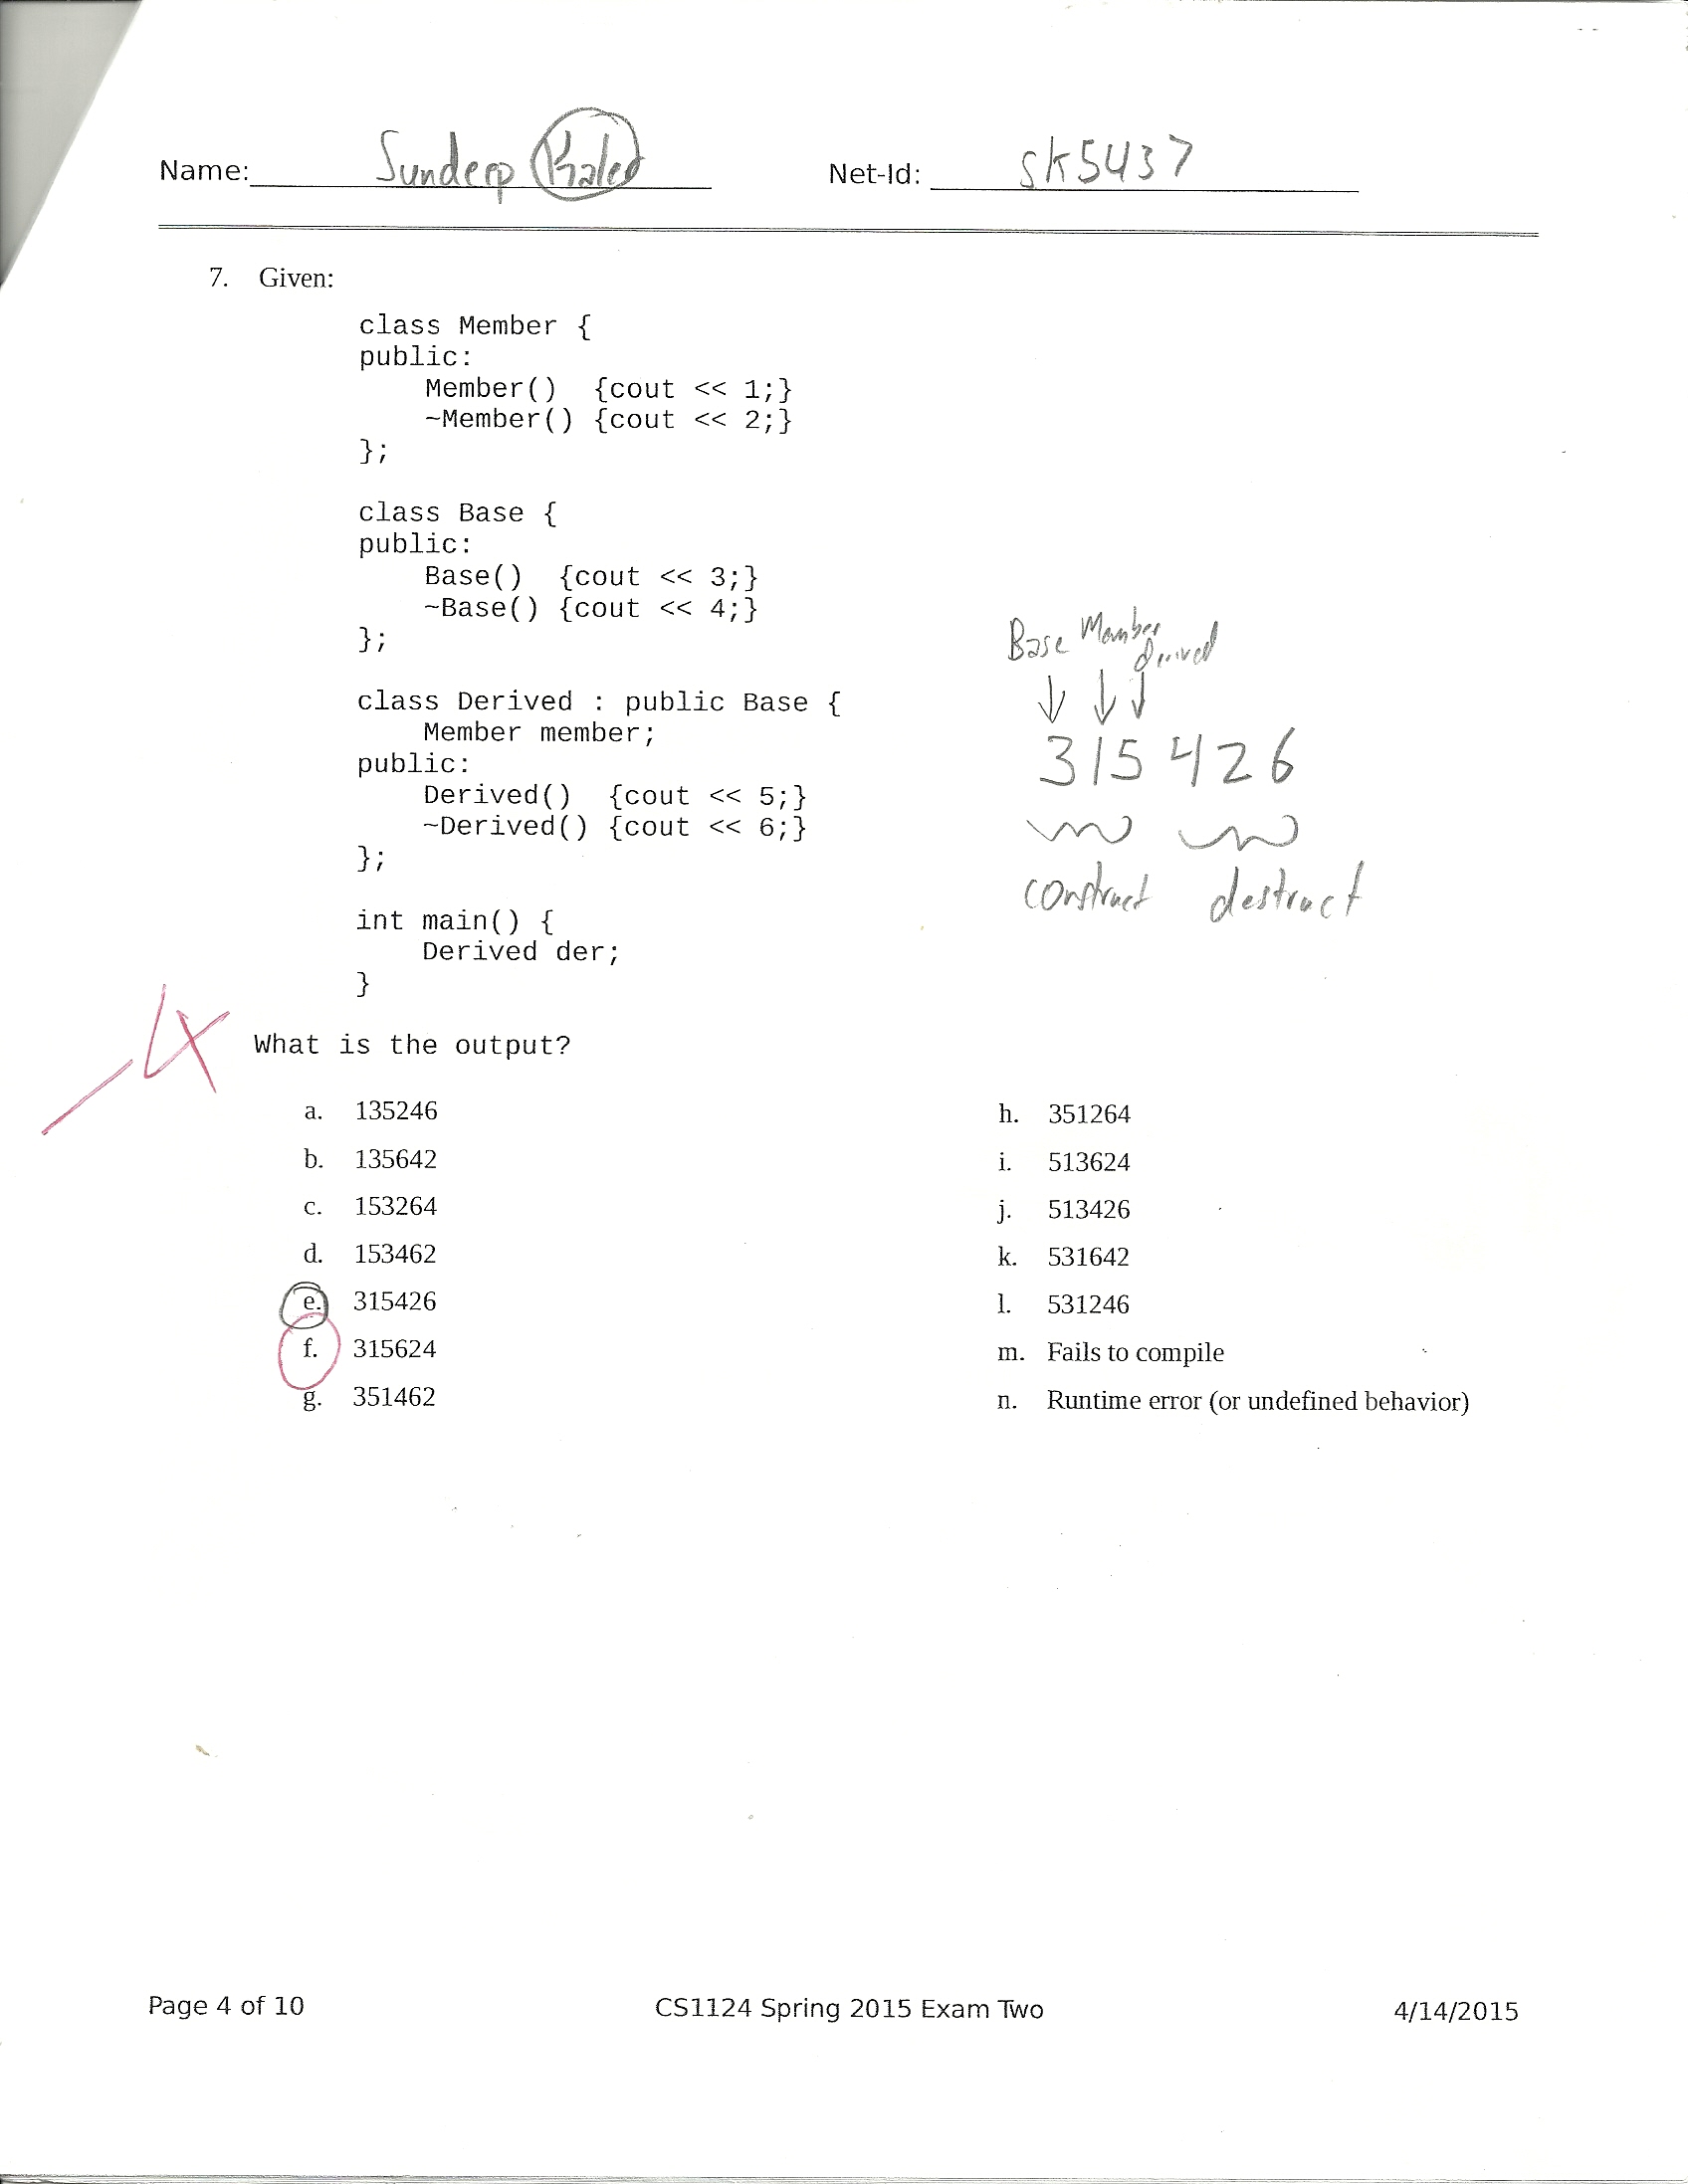 Name: Sundeep Net-Id: sk5437
7. Given:
class Member {
public:
Member() {cout << 1;}
~Member() {cout << 2;}
};
class Base {
public:
Base() {cout << 3;}
~Base() {cout << 4;}
};
class Derived : public Base {
Member member;
public:
Derived() {cout << 5;}
~Derived() {cout << 6;}
};
int main() {
Derived der;
}
Base Member
derived
315 426
construct destruct
-4
What is the output?
a. 135246
b. 135642
c. 153264
d. 153462
e. 315426
f. 315624
g. 351462
h. 351264
i. 513624
j. 513426
k. 531642
l. 531246
m. Fails to compile
n. Runtime error (or undefined behavior)
Page 4 of 10 CS1124 Spring 2015 Exam Two 4/14/2015